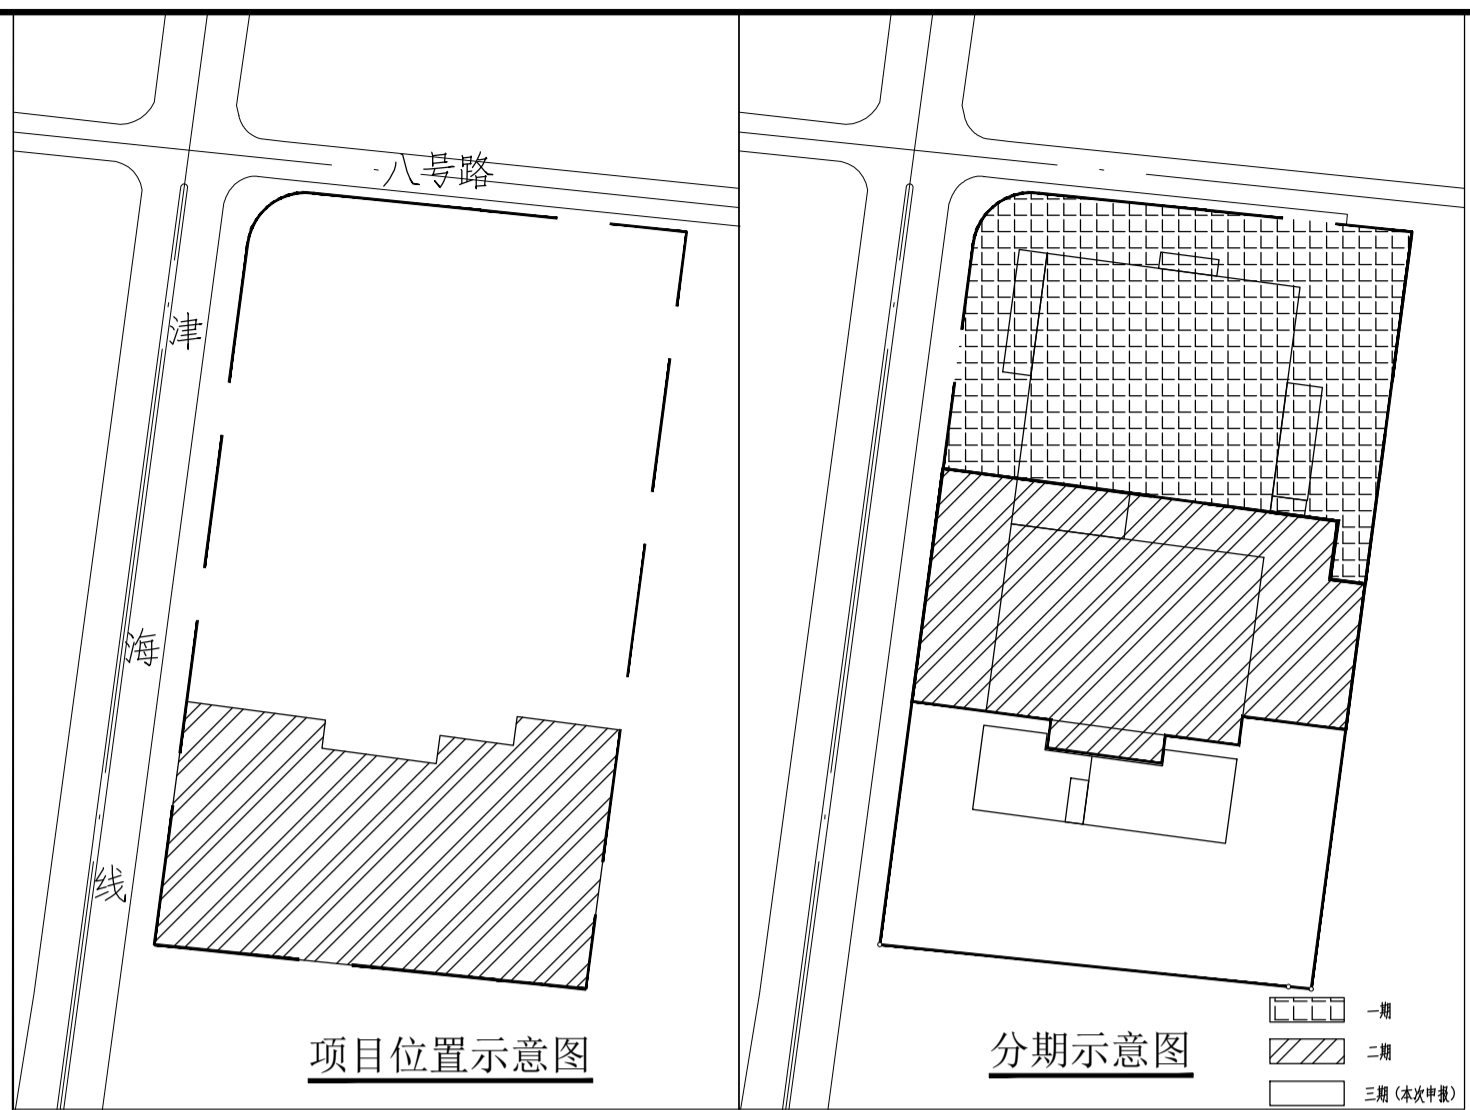 八号路
津
海
线
项目位置示意图
分期示意图
一期
二期
三期（本次申报）